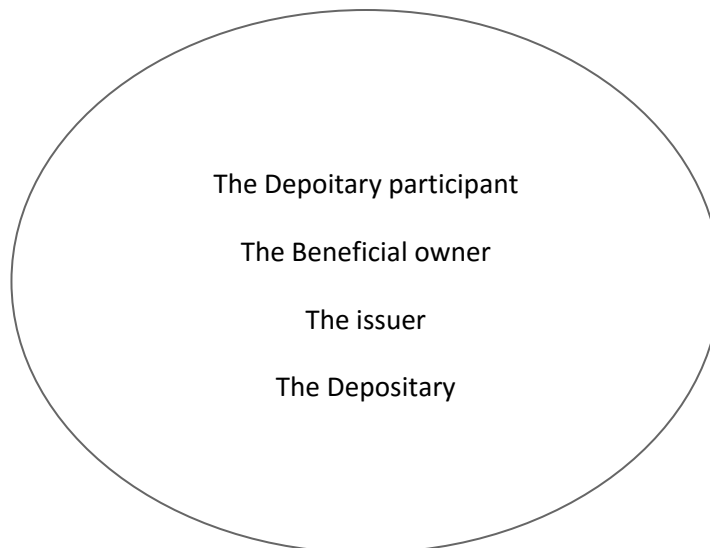 The Depoitary participant
The Beneficial owner
The issuer
The Depositary